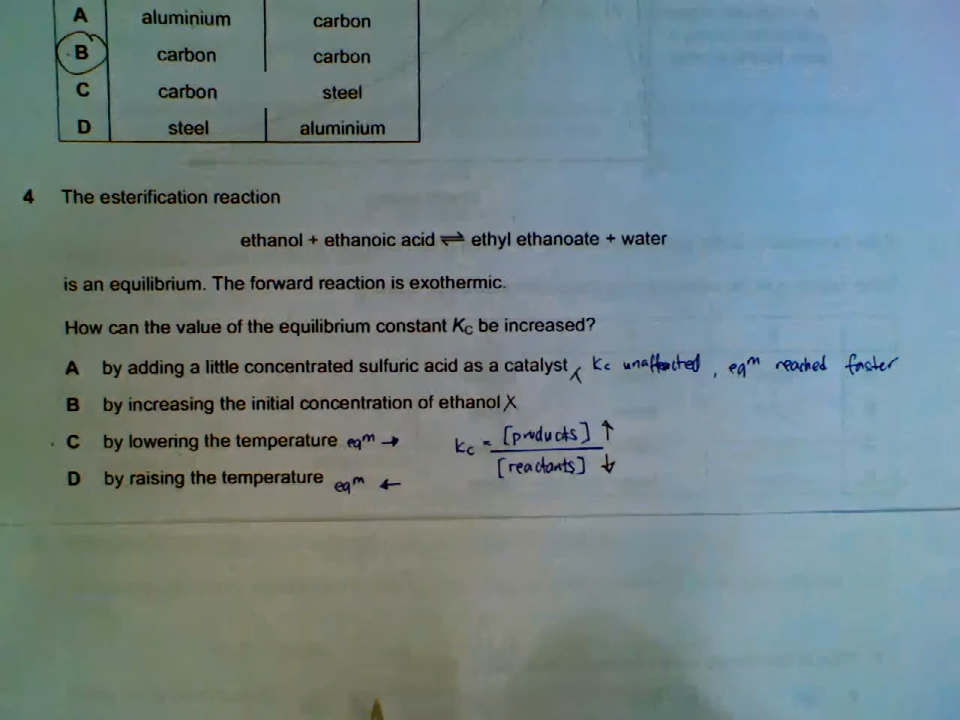 A aluminium carbon
B carbon carbon
C carbon steel
D steel aluminium
4 The esterification reaction
ethanol + ethanoic acid ⇌ ethyl ethanoate + water
is an equilibrium. The forward reaction is exothermic.
How can the value of the equilibrium constant Kc be increased?
A by adding a little concentrated sulfuric acid as a catalyst x Kc unaffected, eqm reached faster
B by increasing the initial concentration of ethanol X
C by lowering the temperature eqm → Kc = [products] ↑
[reactants] ↓
D by raising the temperature eqm ←